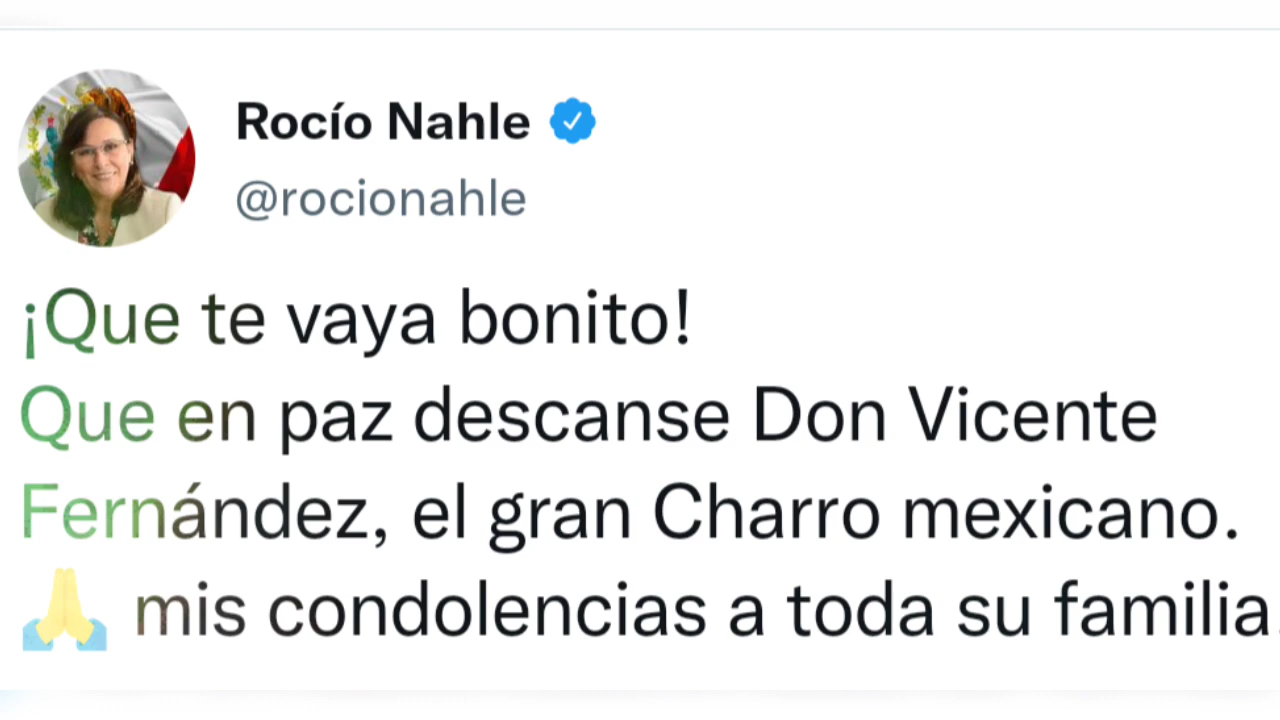 Rocío Nahle
@rocionahle
¡Que te vaya bonito!
Que en paz descanse Don Vicente
Fernández, el gran Charro mexicano.
🙏 mis condolencias a toda su familia.